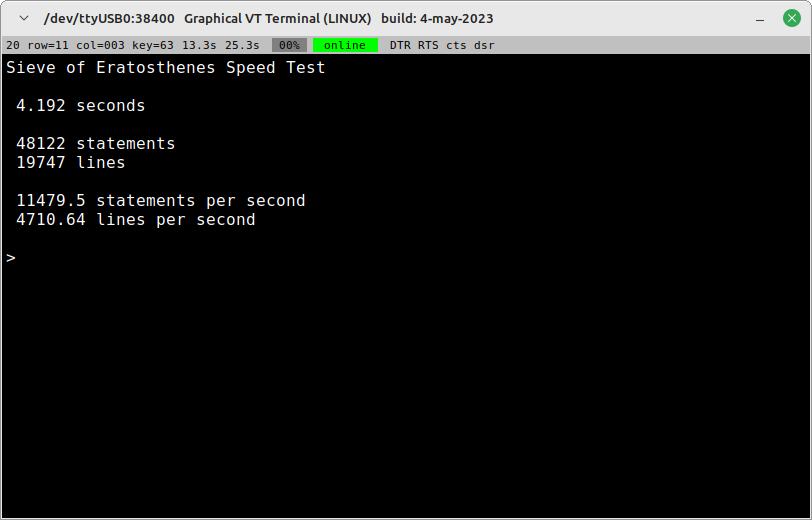 /dev/ttyUSB0:38400 Graphical VT Terminal (LINUX) build: 4-may-2023
20 row=11 col=003 key=63 13.3s 25.3s 00% online DTR RTS cts dsr
Sieve of Eratosthenes Speed Test
4.192 seconds
48122 statements
19747 lines
11479.5 statements per second
4710.64 lines per second
>